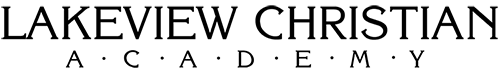 LAKEVIEW CHRISTIAN
A · C · A · D · E · M · Y